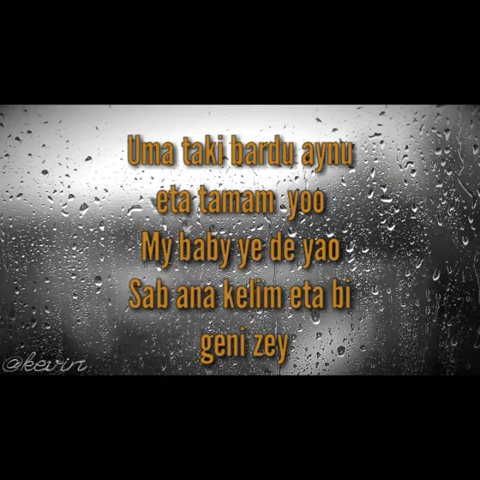 Uma taki bardu aynu
eta tamam yoo
My baby ye de yao
Sab ana kelim eta bi
geni zey
@kevin